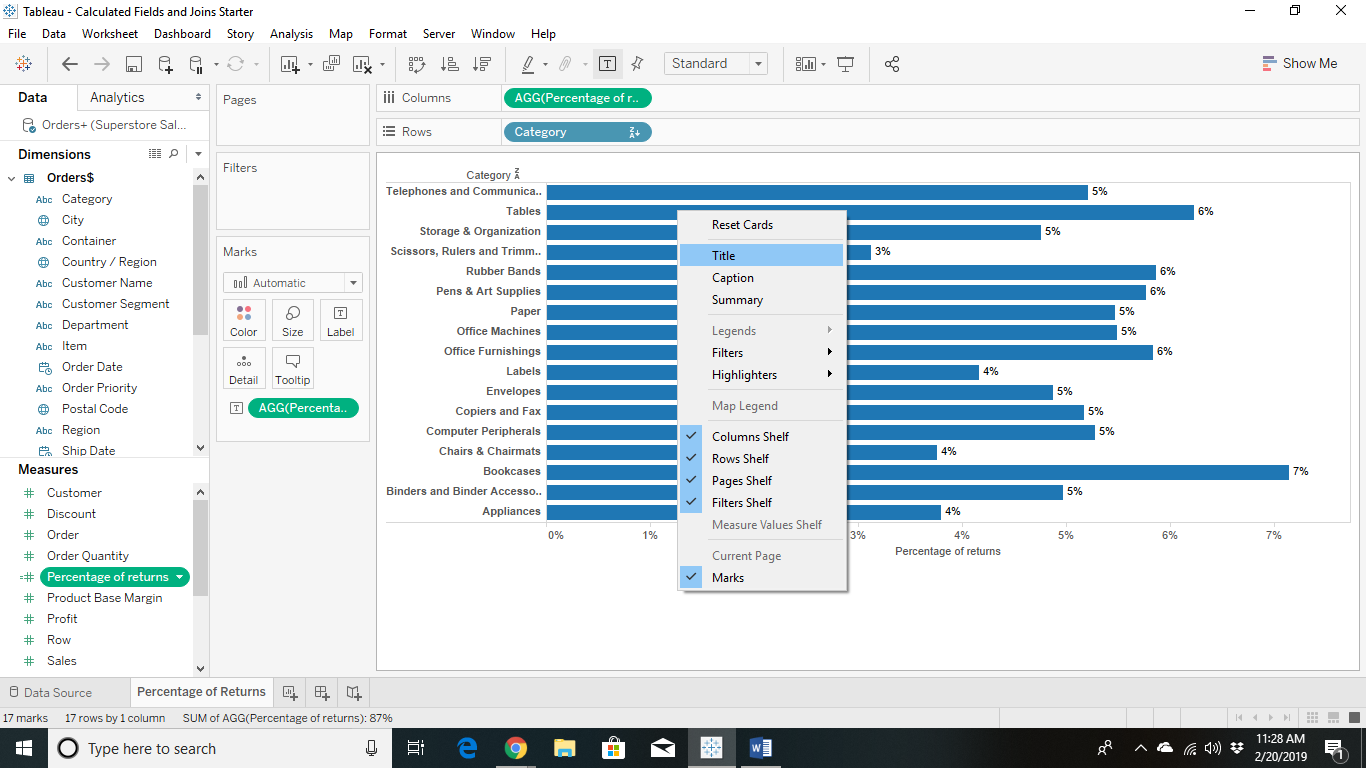 Tableau - Calculated Fields and Joins Starter
File Data Worksheet Dashboard Story Analysis Map Format Server Window Help
Standard
Show Me
Data Analytics
Orders+ (Superstore Sal...
Dimensions
Orders$
Abc Category
City
Abc Container
Country / Region
Abc Customer Name
Abc Customer Segment
Abc Department
Abc Item
Order Date
Abc Order Priority
Postal Code
Abc Region
Ship Date
Measures
Customer
Discount
Order
Order Quantity
Percentage of returns
Product Base Margin
Profit
Row
Sales
Pages
Filters
Marks
Automatic
Color Size Label
Detail Tooltip
AGG(Percenta..
Columns AGG(Percentage of r..
Rows Category
Category
Telephones and Communica.. 5%
Tables 6%
Storage & Organization 5%
Scissors, Rulers and Trimm.. 3%
Rubber Bands 6%
Pens & Art Supplies 6%
Paper 5%
Office Machines 5%
Office Furnishings 6%
Labels 4%
Envelopes 5%
Copiers and Fax 5%
Computer Peripherals 5%
Chairs & Chairmats 4%
Bookcases 7%
Binders and Binder Accesso.. 5%
Appliances 4%
0% 1% 3% 4% 5% 6% 7%
Percentage of returns
Reset Cards
Title
Caption
Summary
Legends
Filters
Highlighters
Map Legend
Columns Shelf
Rows Shelf
Pages Shelf
Filters Shelf
Measure Values Shelf
Current Page
Marks
Data Source Percentage of Returns
17 marks 17 rows by 1 column SUM of AGG(Percentage of returns): 87%
Type here to search
11:28 AM
2/20/2019
1